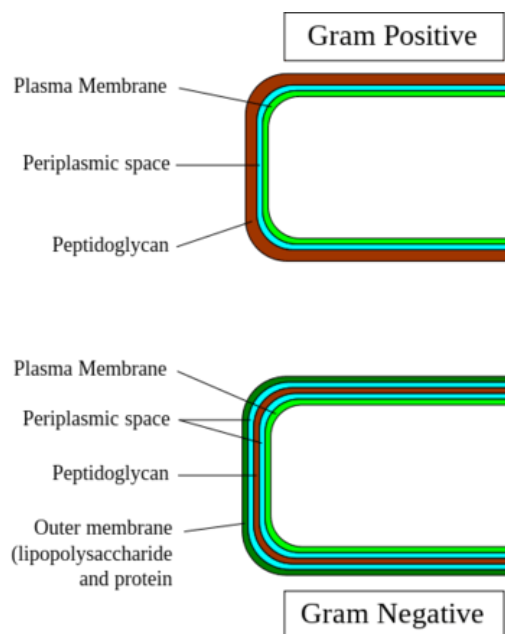 Gram Positive
Plasma Membrane
Periplasmic space
Peptidoglycan
Plasma Membrane
Periplasmic space
Peptidoglycan
Outer membrane
(lipopolysaccharide
and protein
Gram Negative